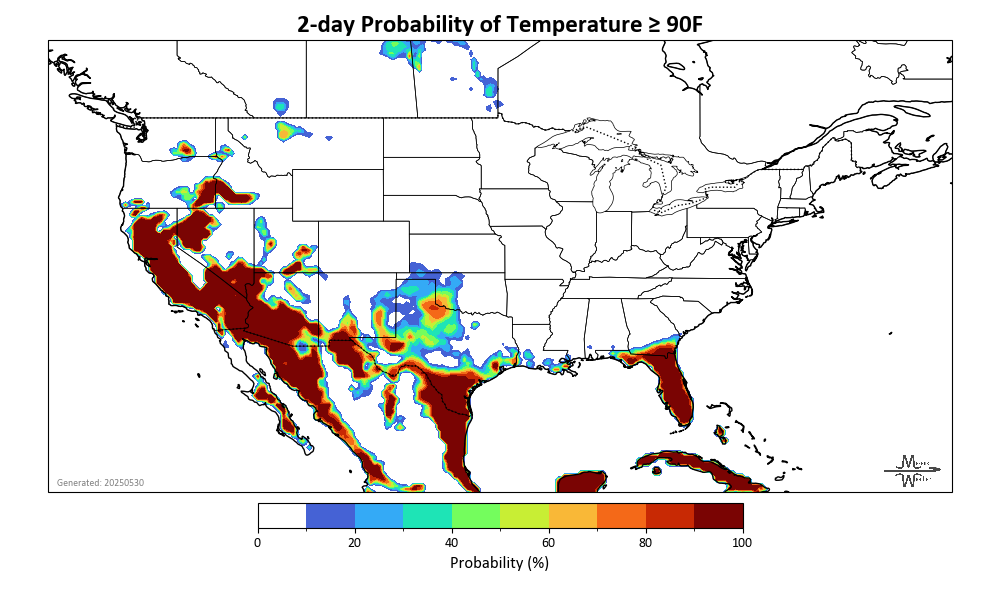 2-day Probability of Temperature ≥ 90F
Generated: 20250530
0 20 40 60 80 100
Probability (%)